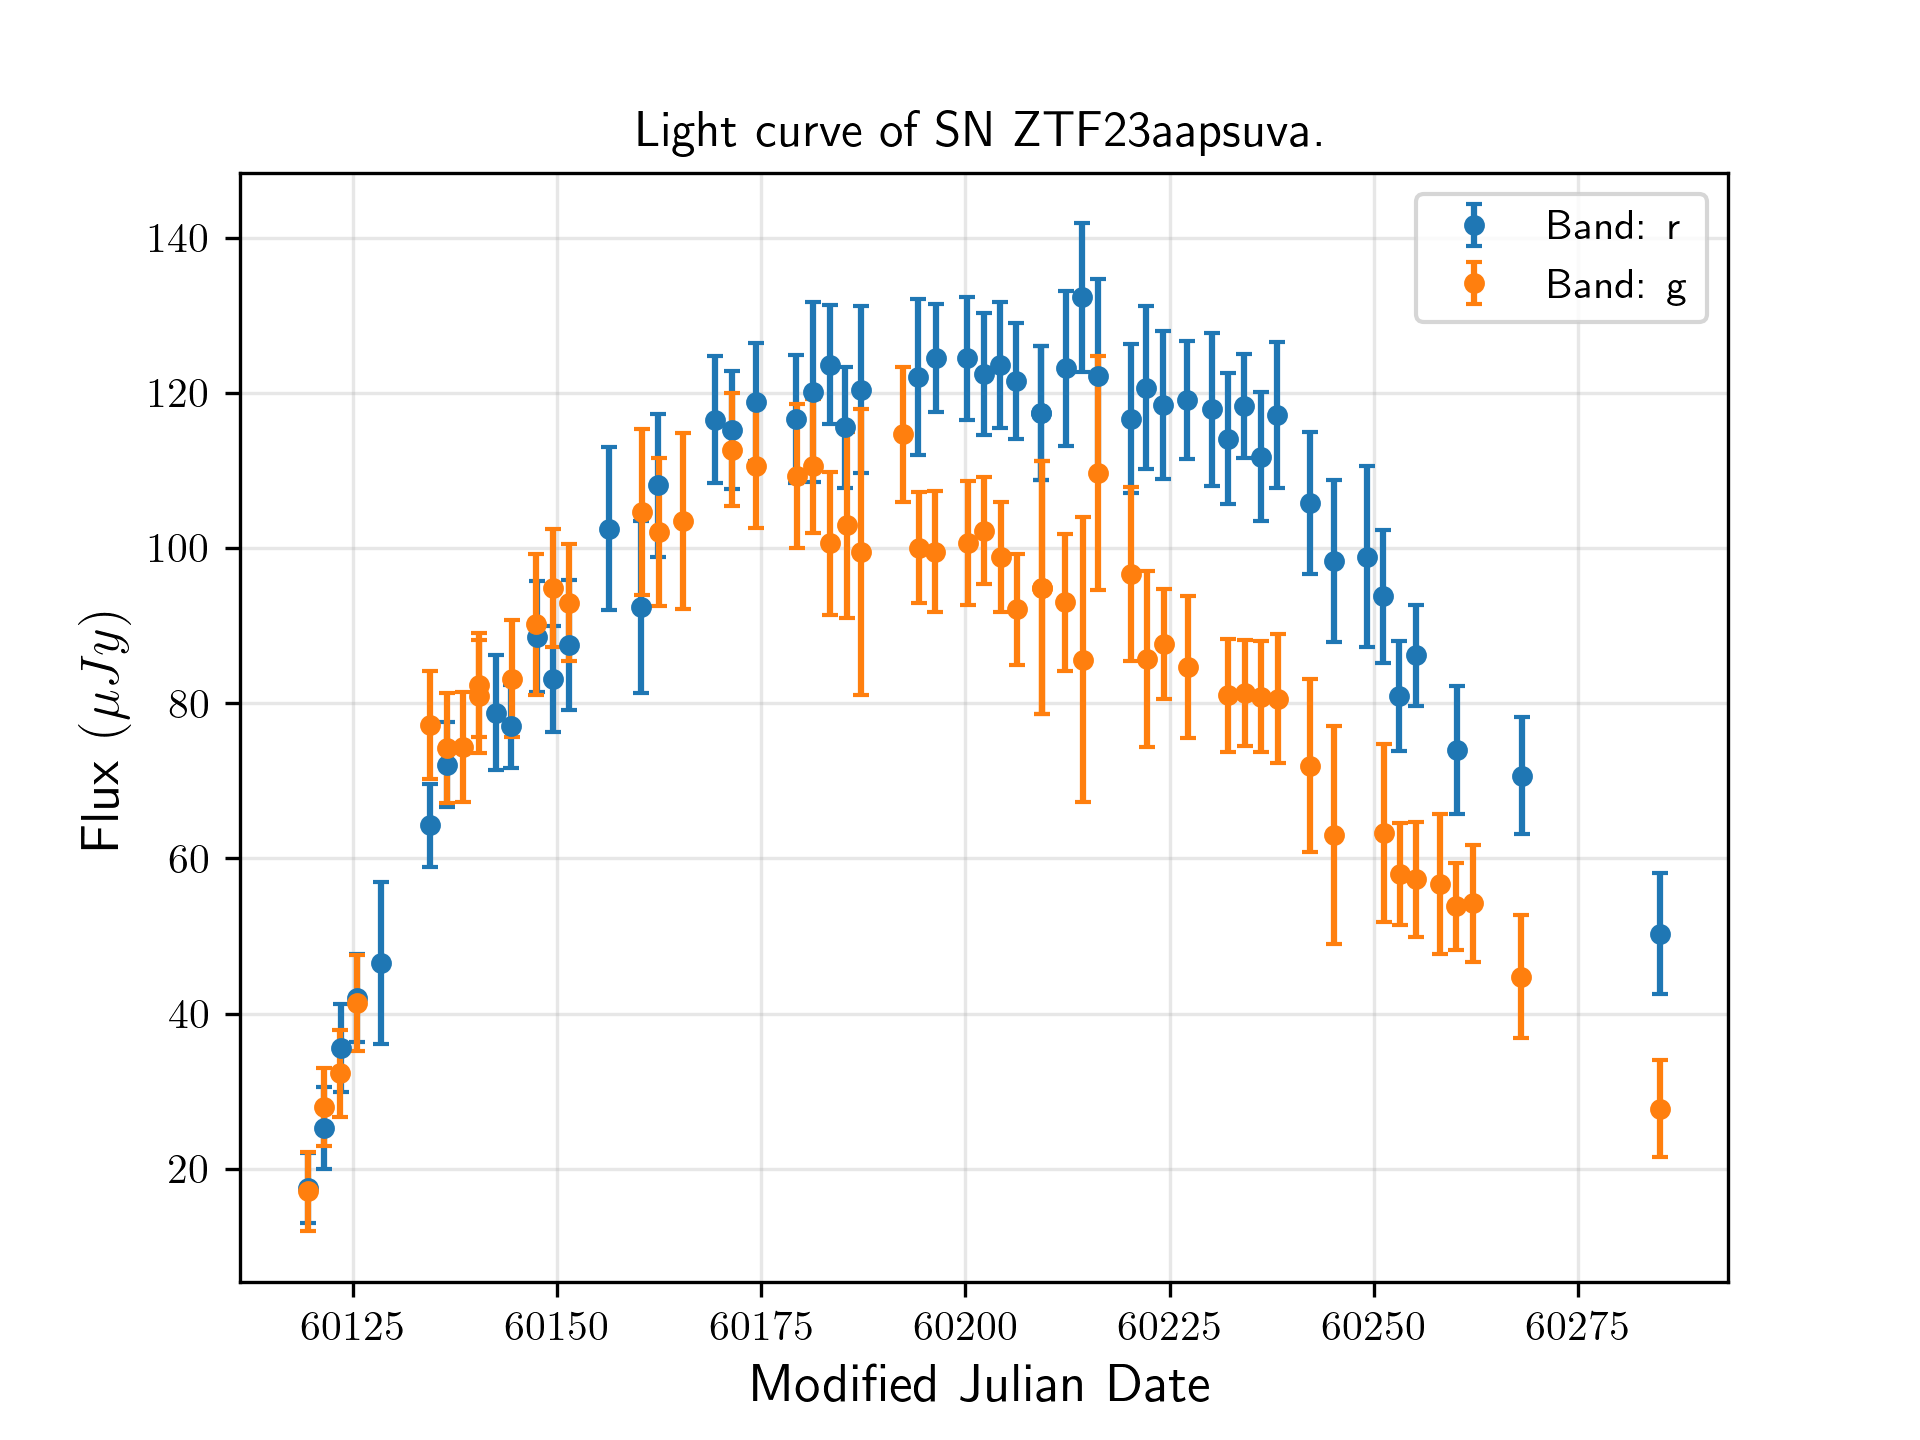 Light curve of SN ZTF23aapsuva.
Band: r
Band: g
140
120
100
80
60
40
20
Flux (μJy)
60125 60150 60175 60200 60225 60250 60275
Modified Julian Date